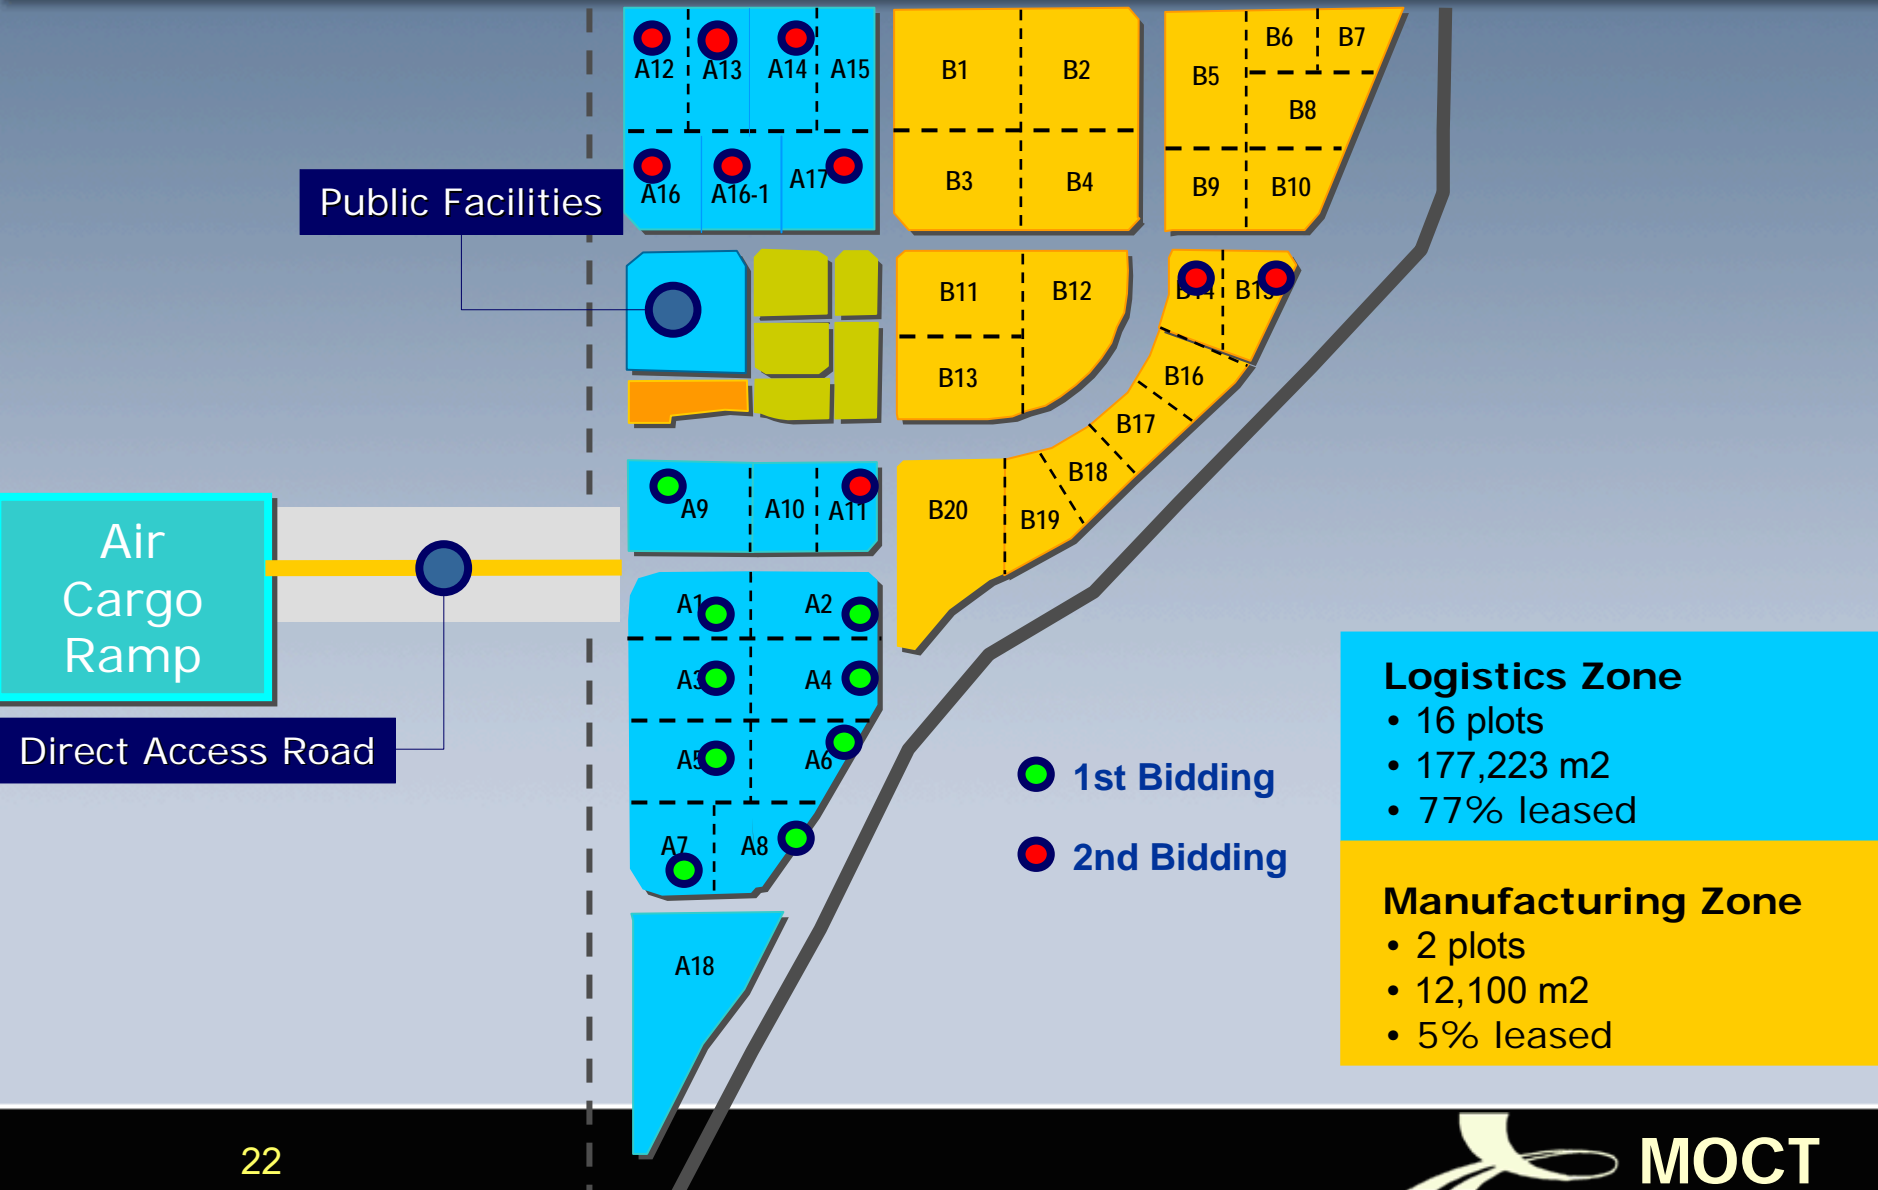 A12
A13
A14
A15
B1
B2
B5
B6
B7
B8
A16
A16-1
A17
B3
B4
B9
B10
Public Facilities
B11
B12
B13
B14
B15
B16
B17
B18
B19
B20
A9
A10
A11
Air
Cargo
Ramp
Direct Access Road
A1
A2
A3
A4
A5
A6
A7
A8
A18
1st Bidding
2nd Bidding
Logistics Zone
• 16 plots
• 177,223 m2
• 77% leased
Manufacturing Zone
• 2 plots
• 12,100 m2
• 5% leased
22
MOCT